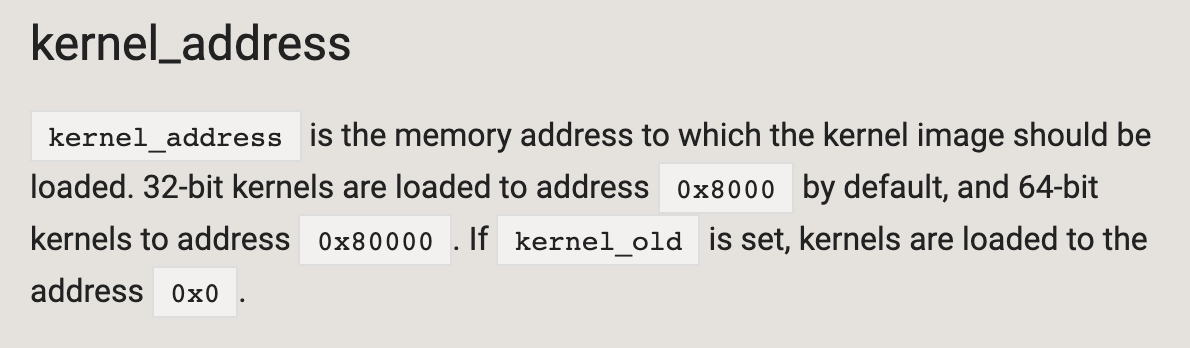 kernel_address
kernel_address is the memory address to which the kernel image should be
loaded. 32-bit kernels are loaded to address 0x8000 by default, and 64-bit
kernels to address 0x80000 . If kernel_old is set, kernels are loaded to the
address 0x0 .